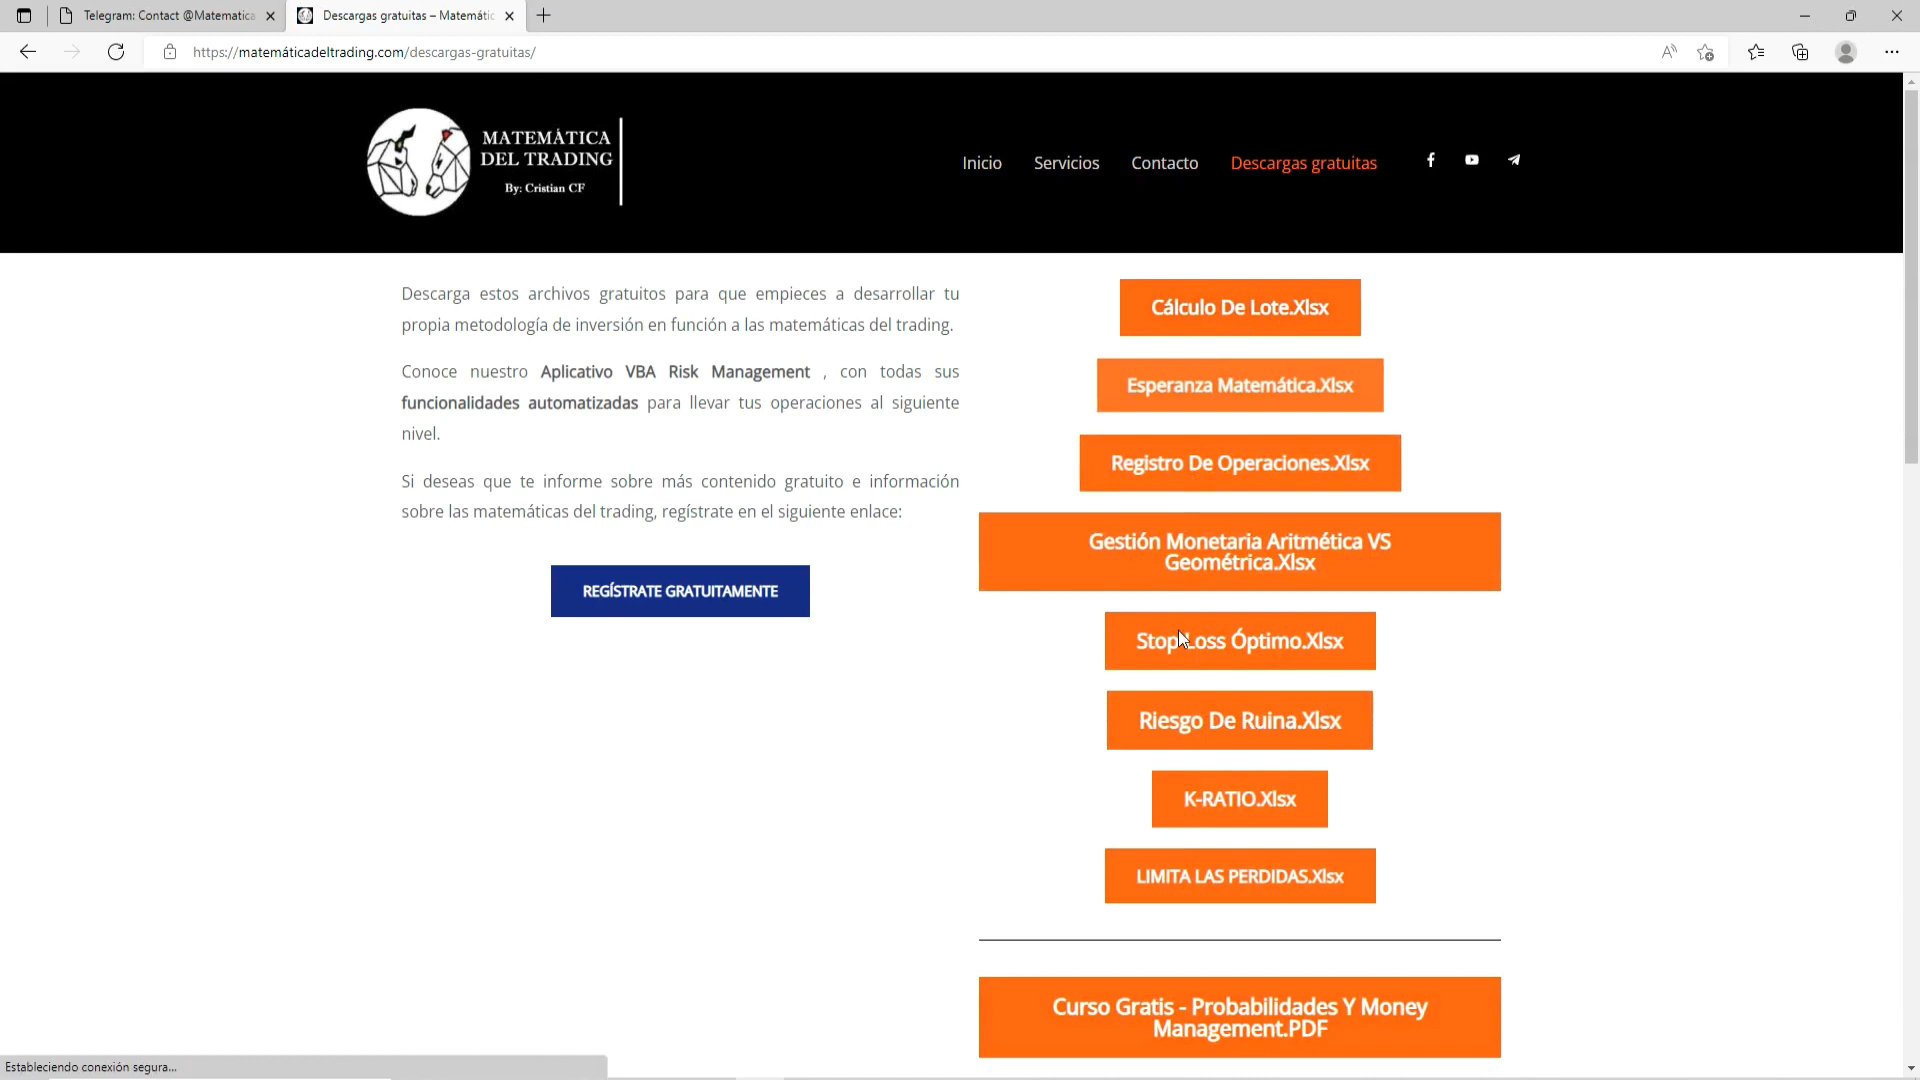 Telegram: Contact @Matematica
Descargas gratuitas – Matemátic
https://matemáticadeltrading.com/descargas-gratuitas/
MATEMÁTICA
DEL TRADING
By: Cristian CF
Inicio
Servicios
Contacto
Descargas gratuitas
Descarga estos archivos gratuitos para que empieces a desarrollar tu
propia metodología de inversión en función a las matemáticas del trading.
Conoce nuestro Aplicativo VBA Risk Management , con todas sus
funcionalidades automatizadas para llevar tus operaciones al siguiente
nivel.
Si deseas que te informe sobre más contenido gratuito e información
sobre las matemáticas del trading, regístrate en el siguiente enlace:
REGÍSTRATE GRATUITAMENTE
Cálculo De Lote.Xlsx
Esperanza Matemática.Xlsx
Registro De Operaciones.Xlsx
Gestión Monetaria Aritmética VS
Geométrica.Xlsx
Stop Loss Óptimo.Xlsx
Riesgo De Ruina.Xlsx
K-RATIO.Xlsx
LIMITA LAS PERDIDAS.Xlsx
Curso Gratis - Probabilidades Y Money
Management.PDF
Estableciendo conexión segura...